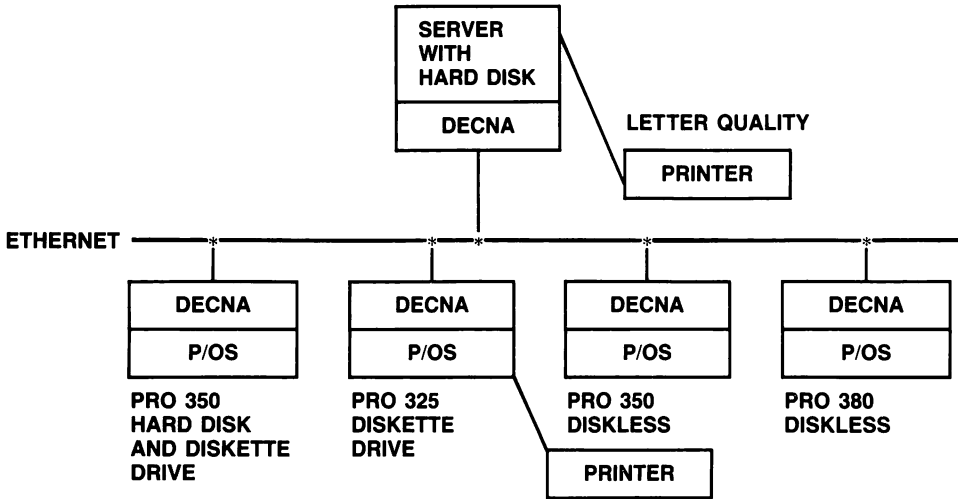 SERVER
WITH
HARD DISK
DECNA
LETTER QUALITY
PRINTER
ETHERNET
DECNA
P/OS
PRO 350
HARD DISK
AND DISKETTE
DRIVE
DECNA
P/OS
PRO 325
DISKETTE
DRIVE
PRINTER
DECNA
P/OS
PRO 350
DISKLESS
DECNA
P/OS
PRO 380
DISKLESS